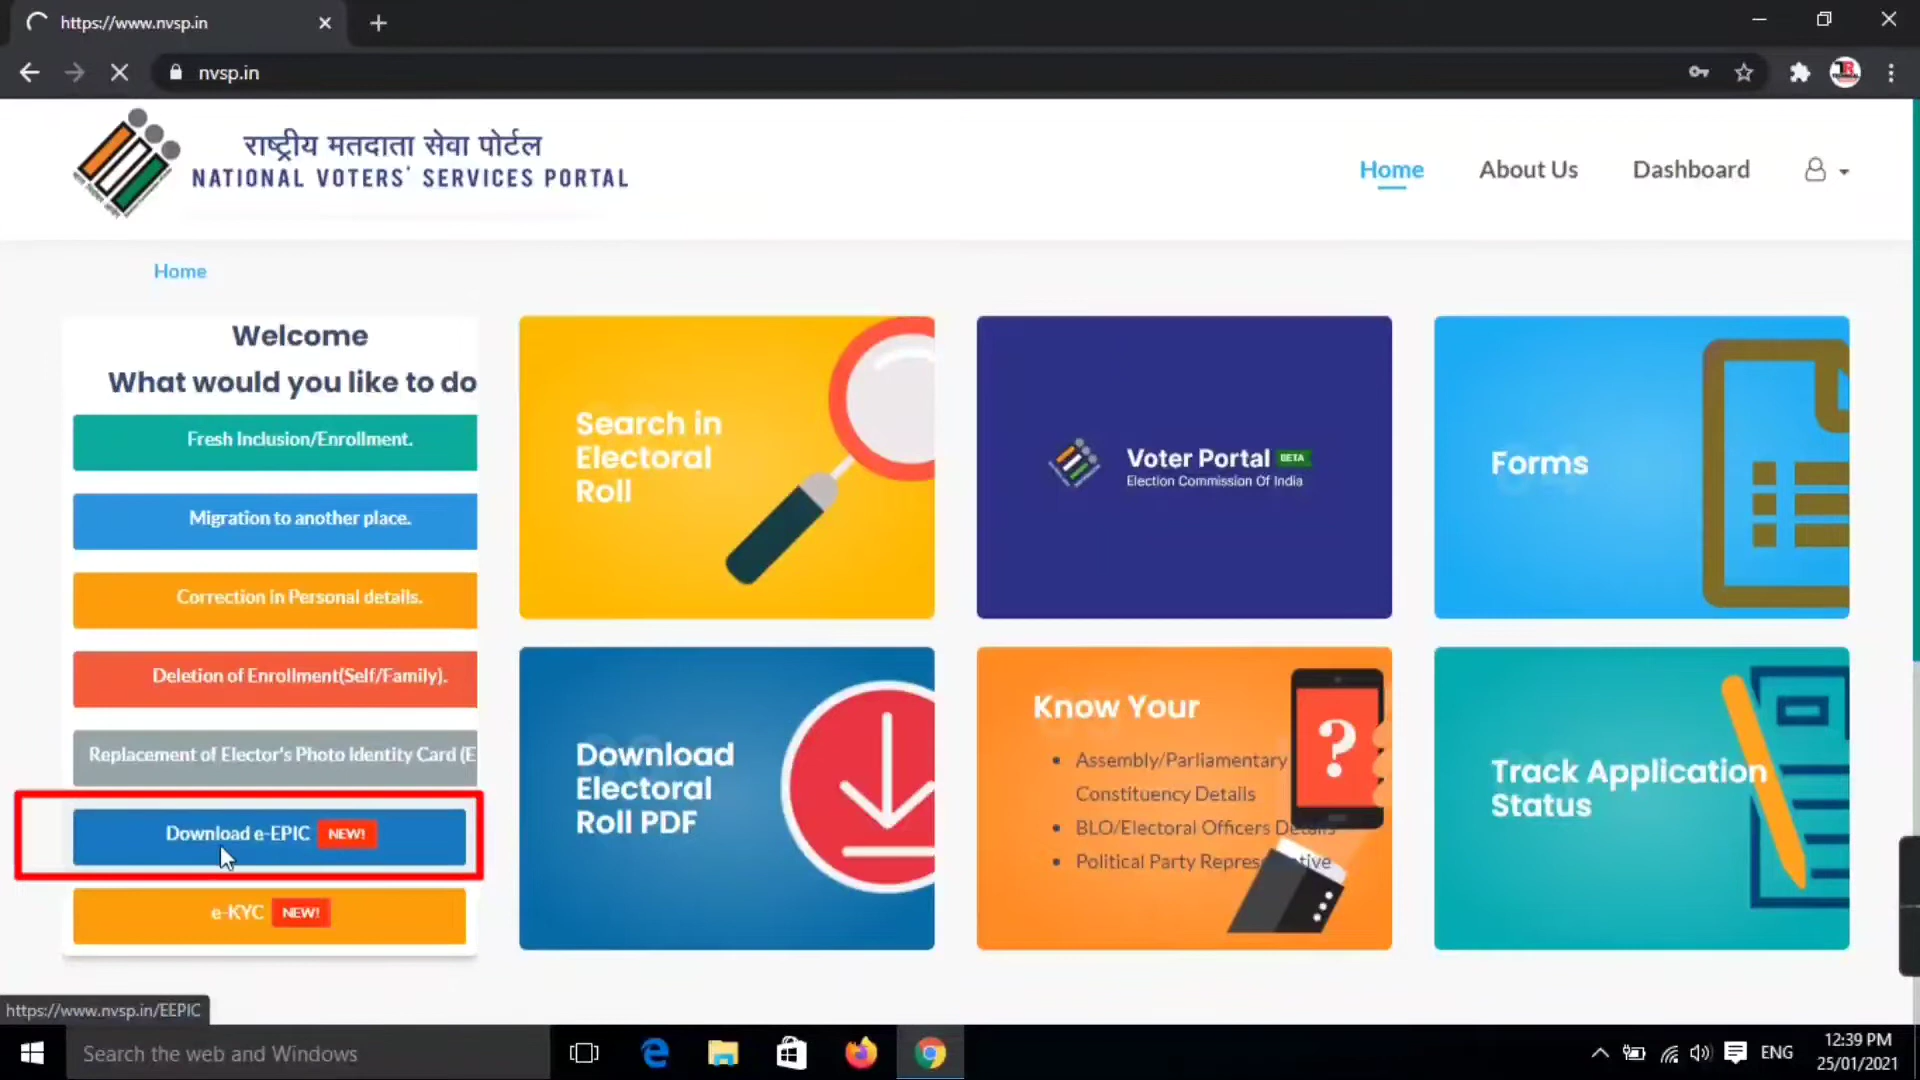 https://www.nvsp.in
nvsp.in
राष्ट्रीय मतदाता सेवा पोर्टल
NATIONAL VOTERS' SERVICES PORTAL
Home
About Us
Dashboard
Home
Welcome
What would you like to do
Fresh Inclusion/Enrollment.
Migration to another place.
Correction in Personal details.
Deletion of Enrollment(Self/Family).
Replacement of Elector's Photo Identity Card (E
Download e-EPIC NEW!
e-KYC NEW!
Search in
Electoral
Roll
Voter Portal BETA
Election Commission Of India
Forms
Download
Electoral
Roll PDF
Know Your
Assembly/Parliamentary
Constituency Details
BLO/Electoral Officers Details
Political Party
Track Application
Status
https://www.nvsp.in/EEPIC
Search the web and Windows
ENG
12:39 PM
25/01/2021